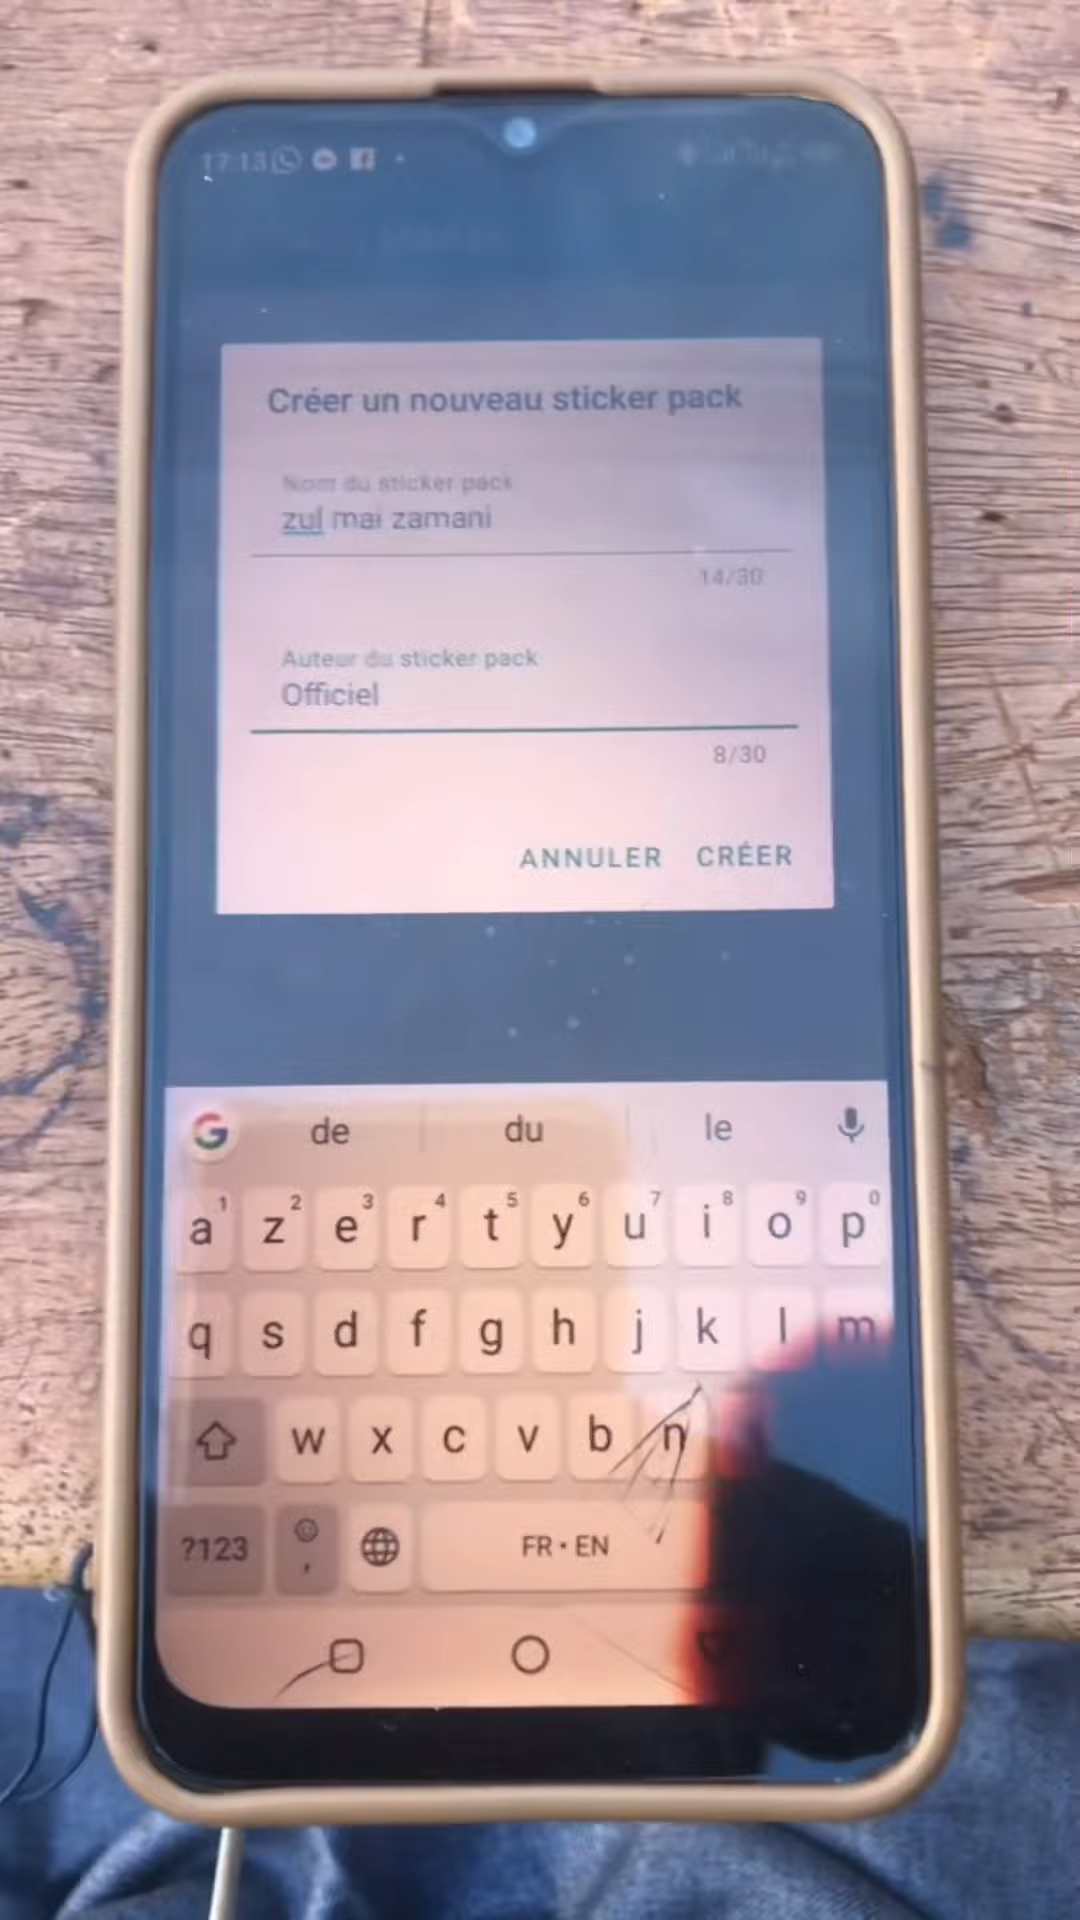 17:13
Créer un nouveau sticker pack
Nom du sticker pack
zul mai zamani
14/30
Auteur du sticker pack
Officiel
8/30
ANNULER CRÉER
de du le
1 2 3 4 5 6 7 8 9 0
a z e r t y u i o p
q s d f g h j k l m
w x c v b n
?123 , FR • EN